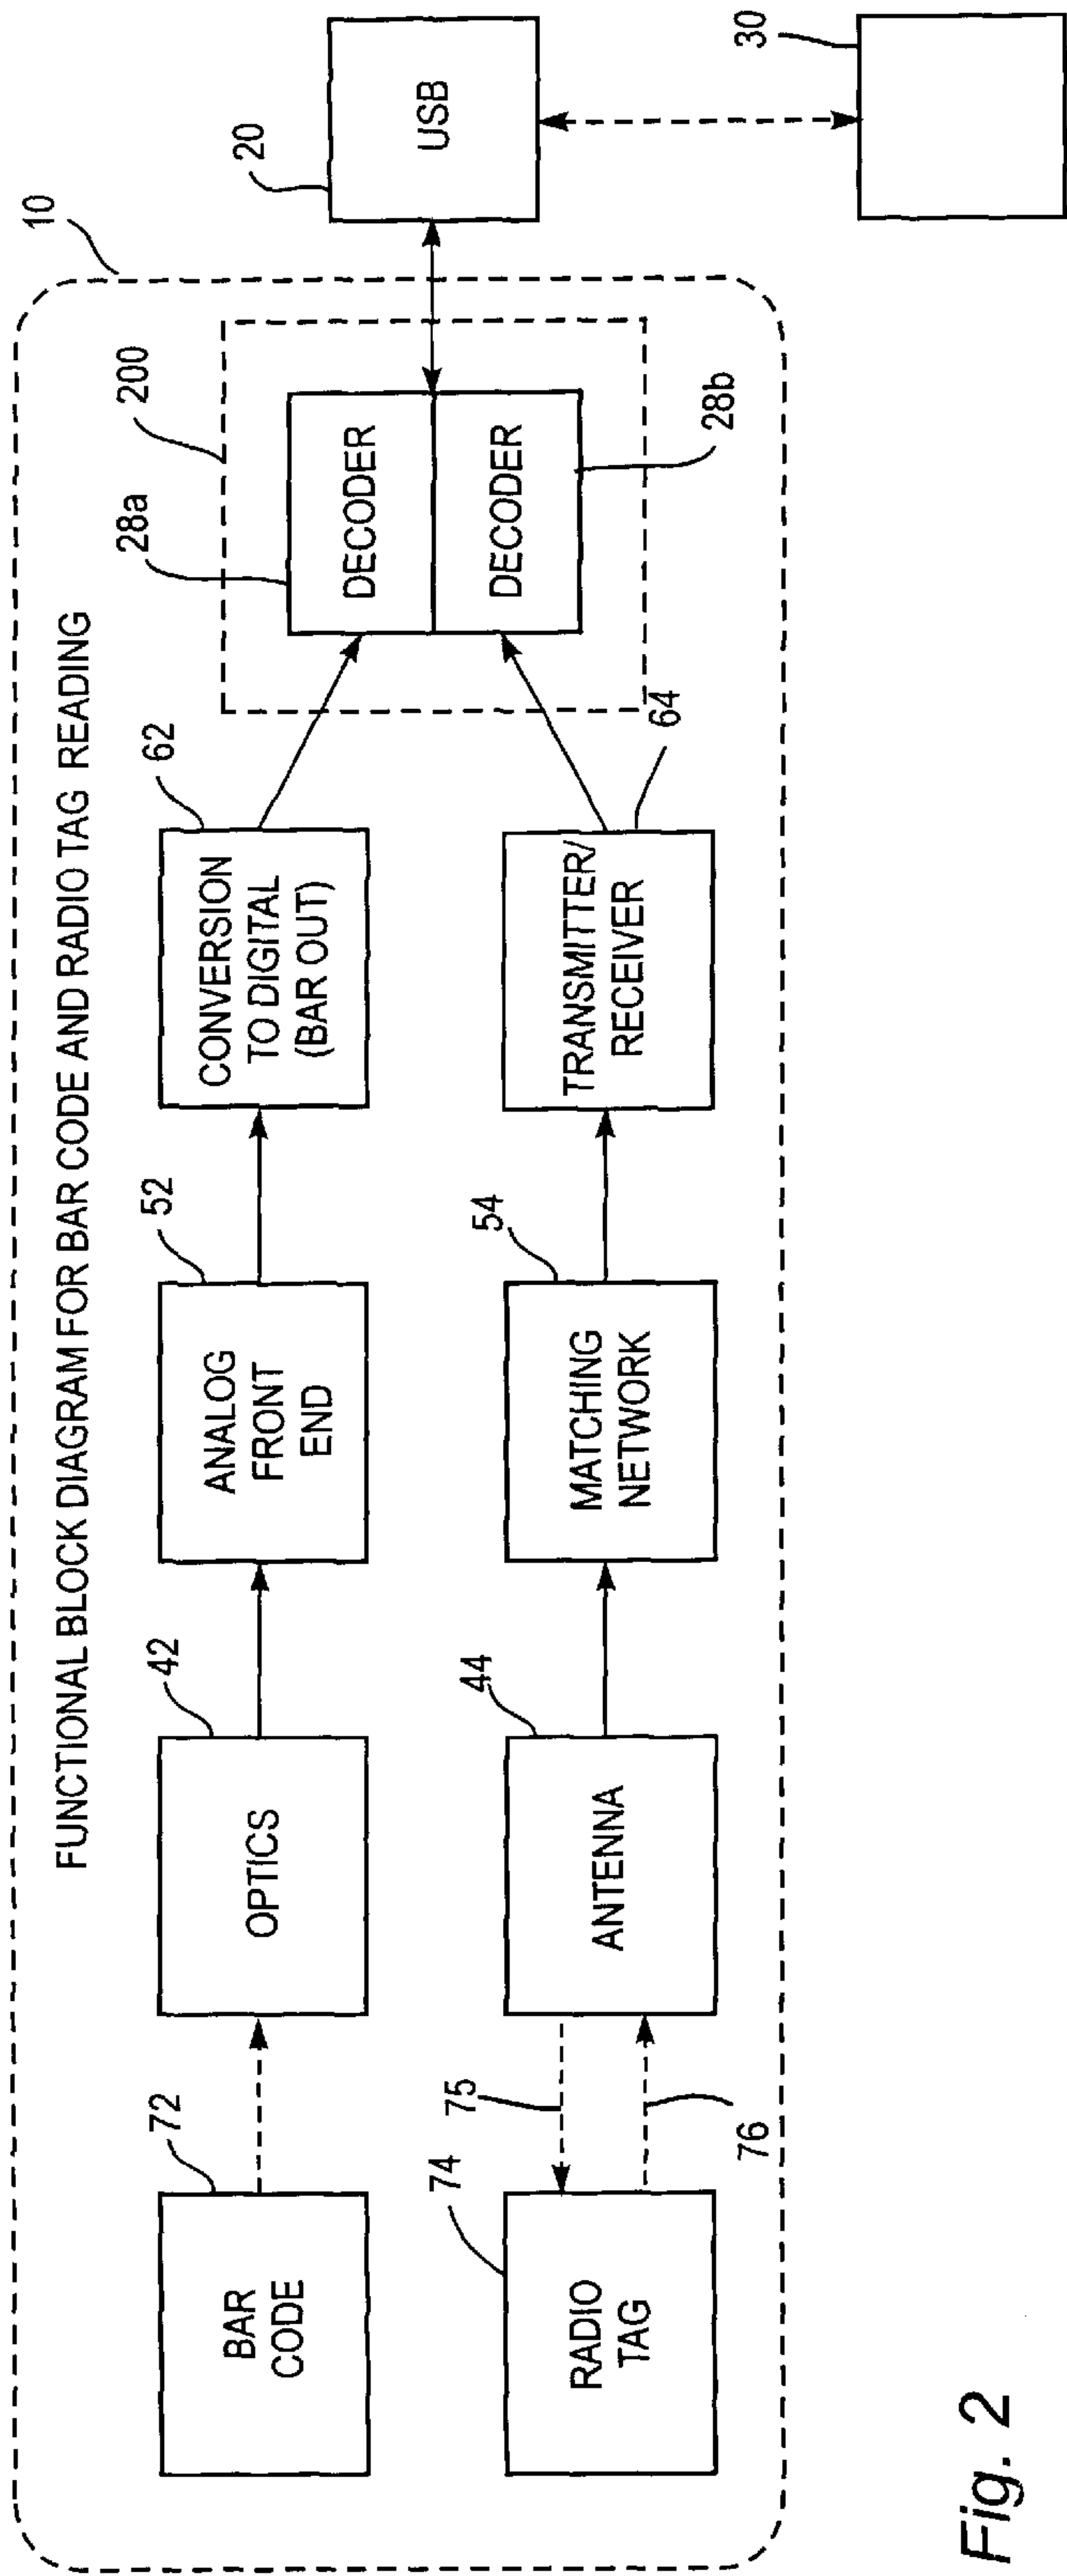 FUNCTIONAL BLOCK DIAGRAM FOR BAR CODE AND RADIO TAG READING
10
72
BAR
CODE
42
OPTICS
52
ANALOG
FRONT
END
62
CONVERSION
TO DIGITAL
(BAR OUT)
200
28a
DECODER
DECODER
28b
20
USB
30
74
RADIO
TAG
75
76
44
ANTENNA
54
MATCHING
NETWORK
64
TRANSMITTER/
RECEIVER
Fig. 2